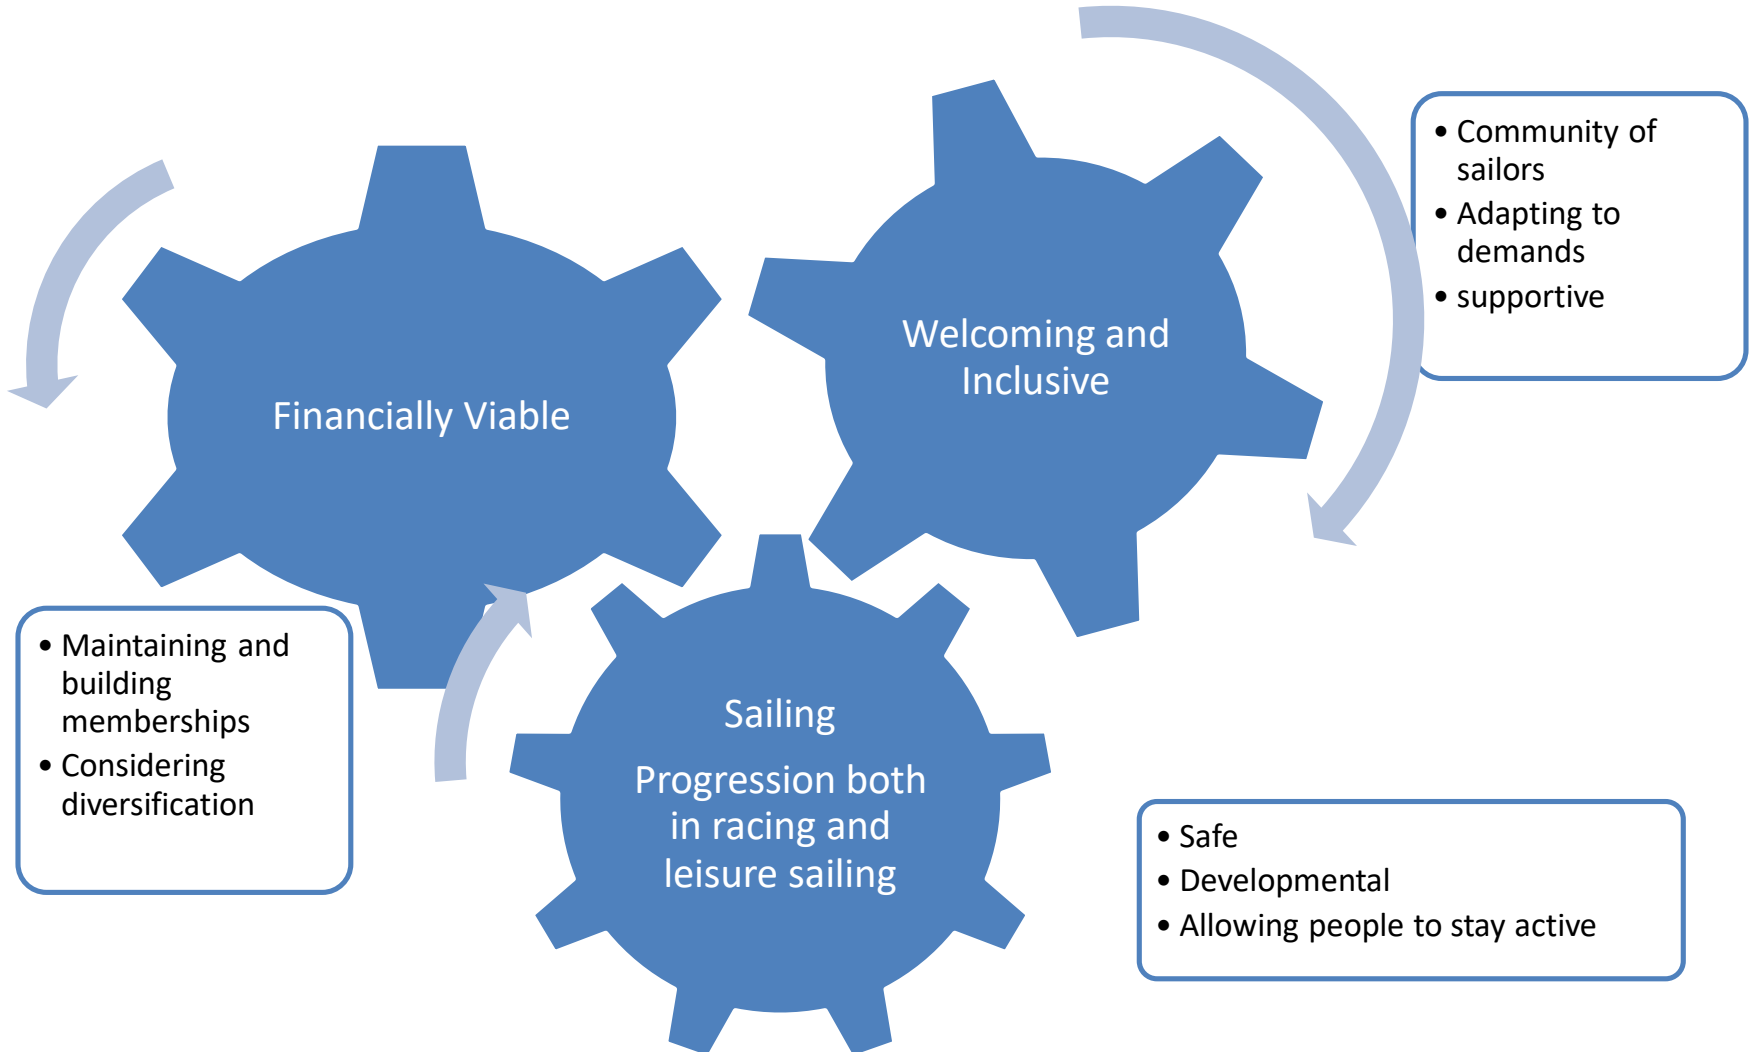 Financially Viable
• Maintaining and
building
memberships
• Considering
diversification
Welcoming and
Inclusive
• Community of
sailors
• Adapting to
demands
• supportive
Sailing
Progression both
in racing and
leisure sailing
• Safe
• Developmental
• Allowing people to stay active